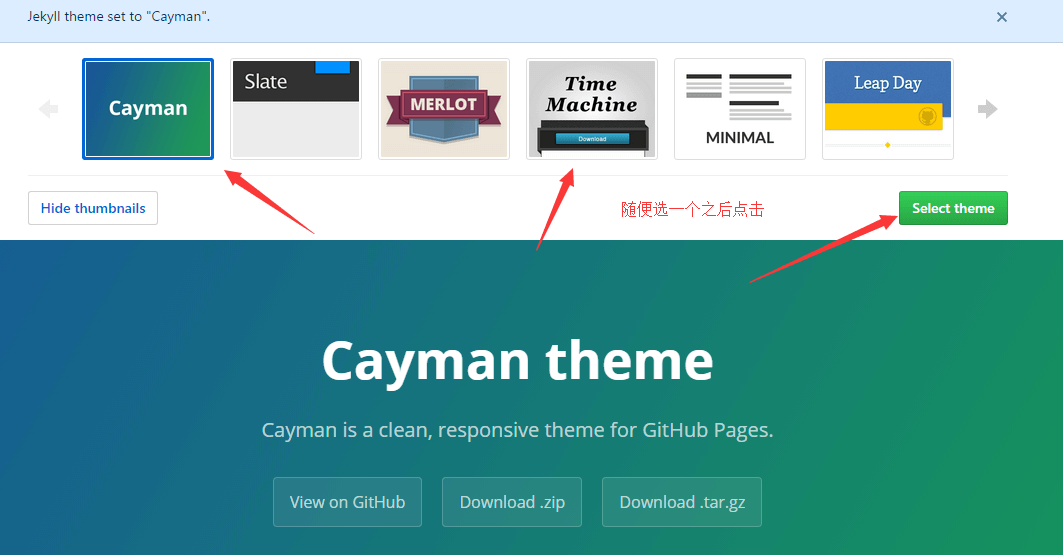 Jekyll theme set to "Cayman".
Cayman
Slate
MERLOT
Time
Machine
Download
MINIMAL
Leap Day
Hide thumbnails
随便选一个之后点击
Select theme
Cayman theme
Cayman is a clean, responsive theme for GitHub Pages.
View on GitHub
Download .zip
Download .tar.gz